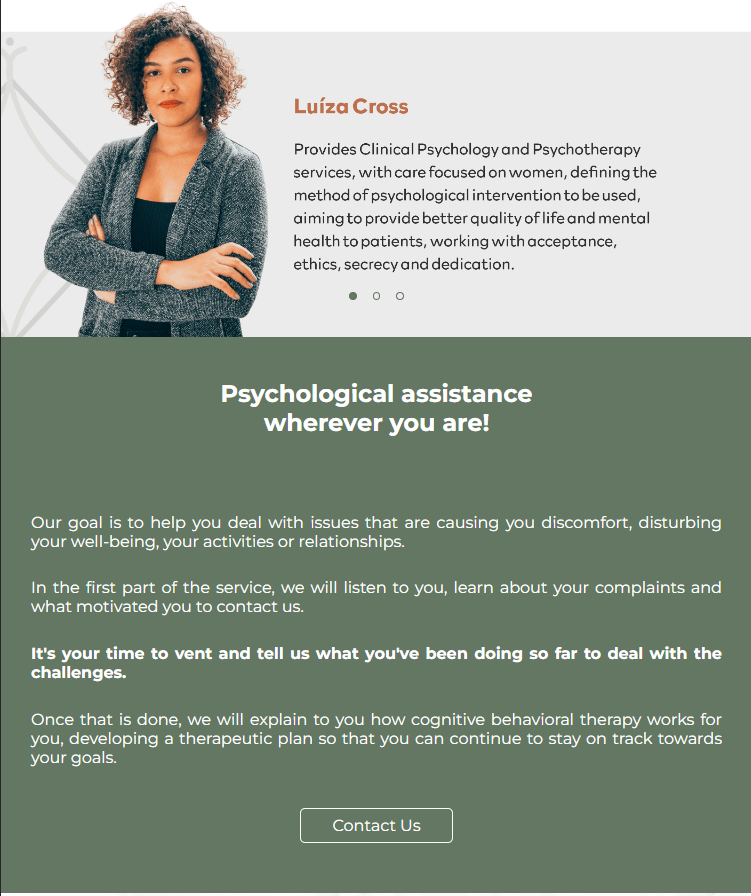 Luíza Cross
Provides Clinical Psychology and Psychotherapy
services, with care focused on women, defining the
method of psychological intervention to be used,
aiming to provide better quality of life and mental
health to patients, working with acceptance,
ethics, secrecy and dedication.
Psychological assistance
wherever you are!
Our goal is to help you deal with issues that are causing you discomfort, disturbing
your well-being, your activities or relationships.
In the first part of the service, we will listen to you, learn about your complaints and
what motivated you to contact us.
It's your time to vent and tell us what you've been doing so far to deal with the
challenges.
Once that is done, we will explain to you how cognitive behavioral therapy works for
you, developing a therapeutic plan so that you can continue to stay on track towards
your goals.
Contact Us